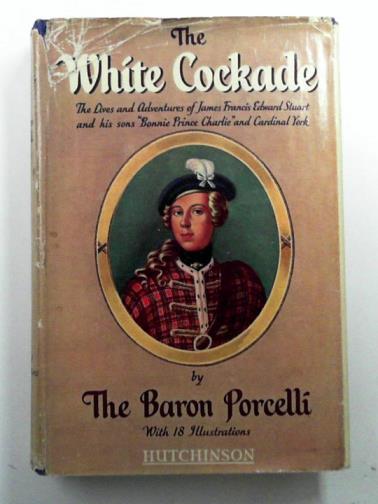 The
White Cockade
The Lives and Adventures of James Francis Edward Stuart
and his sons "Bonnie Prince Charlie" and Cardinal York
by
The Baron Porcelli
With 18 Illustrations
HUTCHINSON